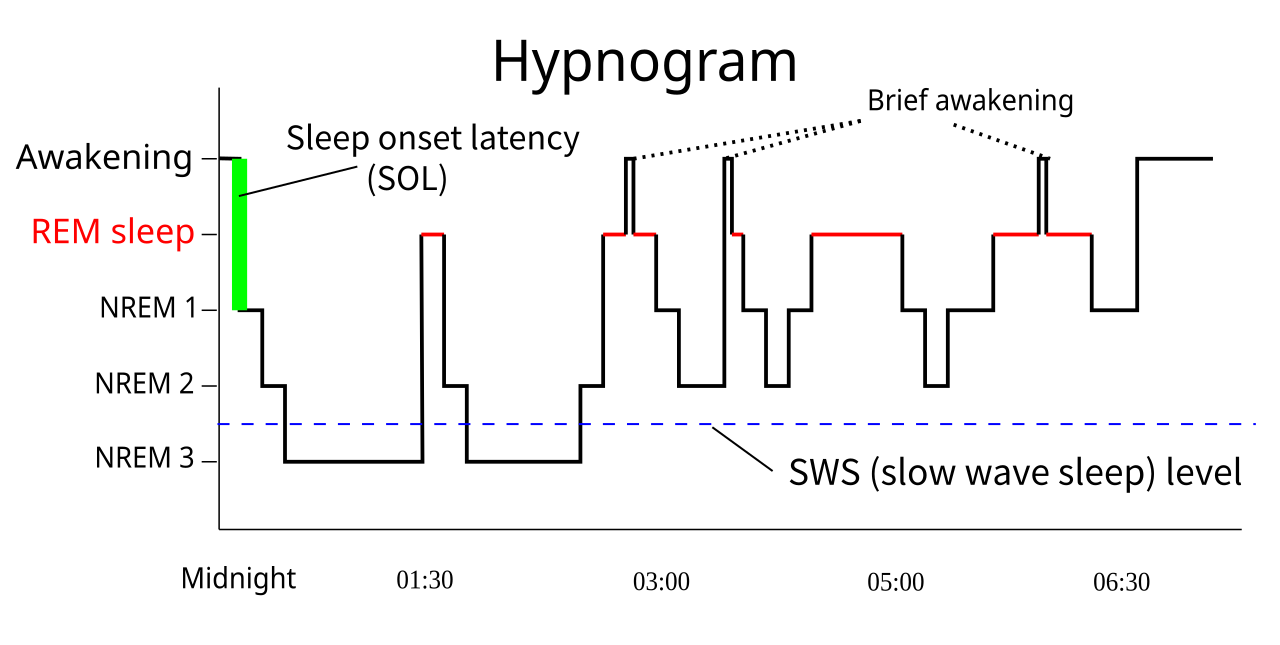 Hypnogram
Brief awakening
Sleep onset latency
(SOL)
Awakening
REM sleep
NREM 1
NREM 2
NREM 3
SWS (slow wave sleep) level
Midnight
01:30
03:00
05:00
06:30